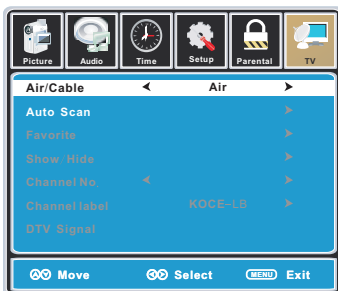 Picture Audio Time Setup Parental TV
Air/Cable Air
Auto Scan
Favorite
Show/Hide
Channel No.
Channel label KOCE-LB
DTV Signal
Move Select MENU Exit